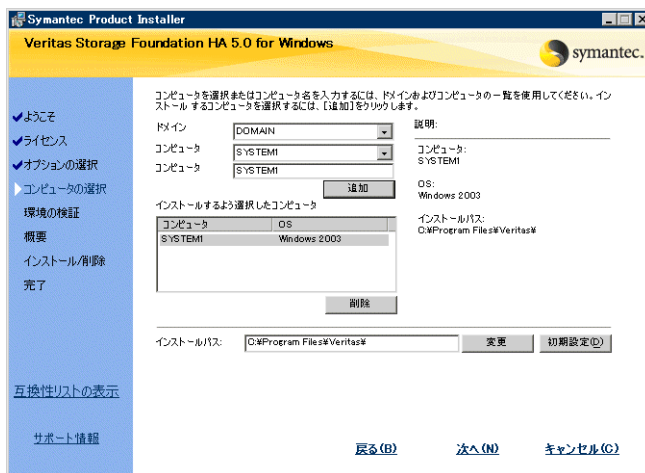 Symantec Product Installer
Veritas Storage Foundation HA 5.0 for Windows
symantec.
コンピュータを選択またはコンピュータ名を入力するには、ドメインおよびコンピュータの一覧を使用してください。イン
ストールするコンピュータを選択するには、[追加]をクリックします。
ようこそ
ライセンス
オプションの選択
コンピュータの選択
環境の検証
概要
インストール/削除
完了
互換性リストの表示
サポート情報
ドメイン
DOMAIN
コンピュータ
SYSTEM1
コンピュータ
SYSTEM1
追加
インストールするよう選択したコンピュータ
コンピュータ OS
SYSTEM1 Windows 2003
削除
説明:
コンピュータ:
SYSTEM1
OS:
Windows 2003
インストールパス:
C:¥Program Files¥Veritas¥
インストールパス: C:¥Program Files¥Veritas¥ 変更 初期設定(D)
戻る(B) 次へ(N) キャンセル(C)